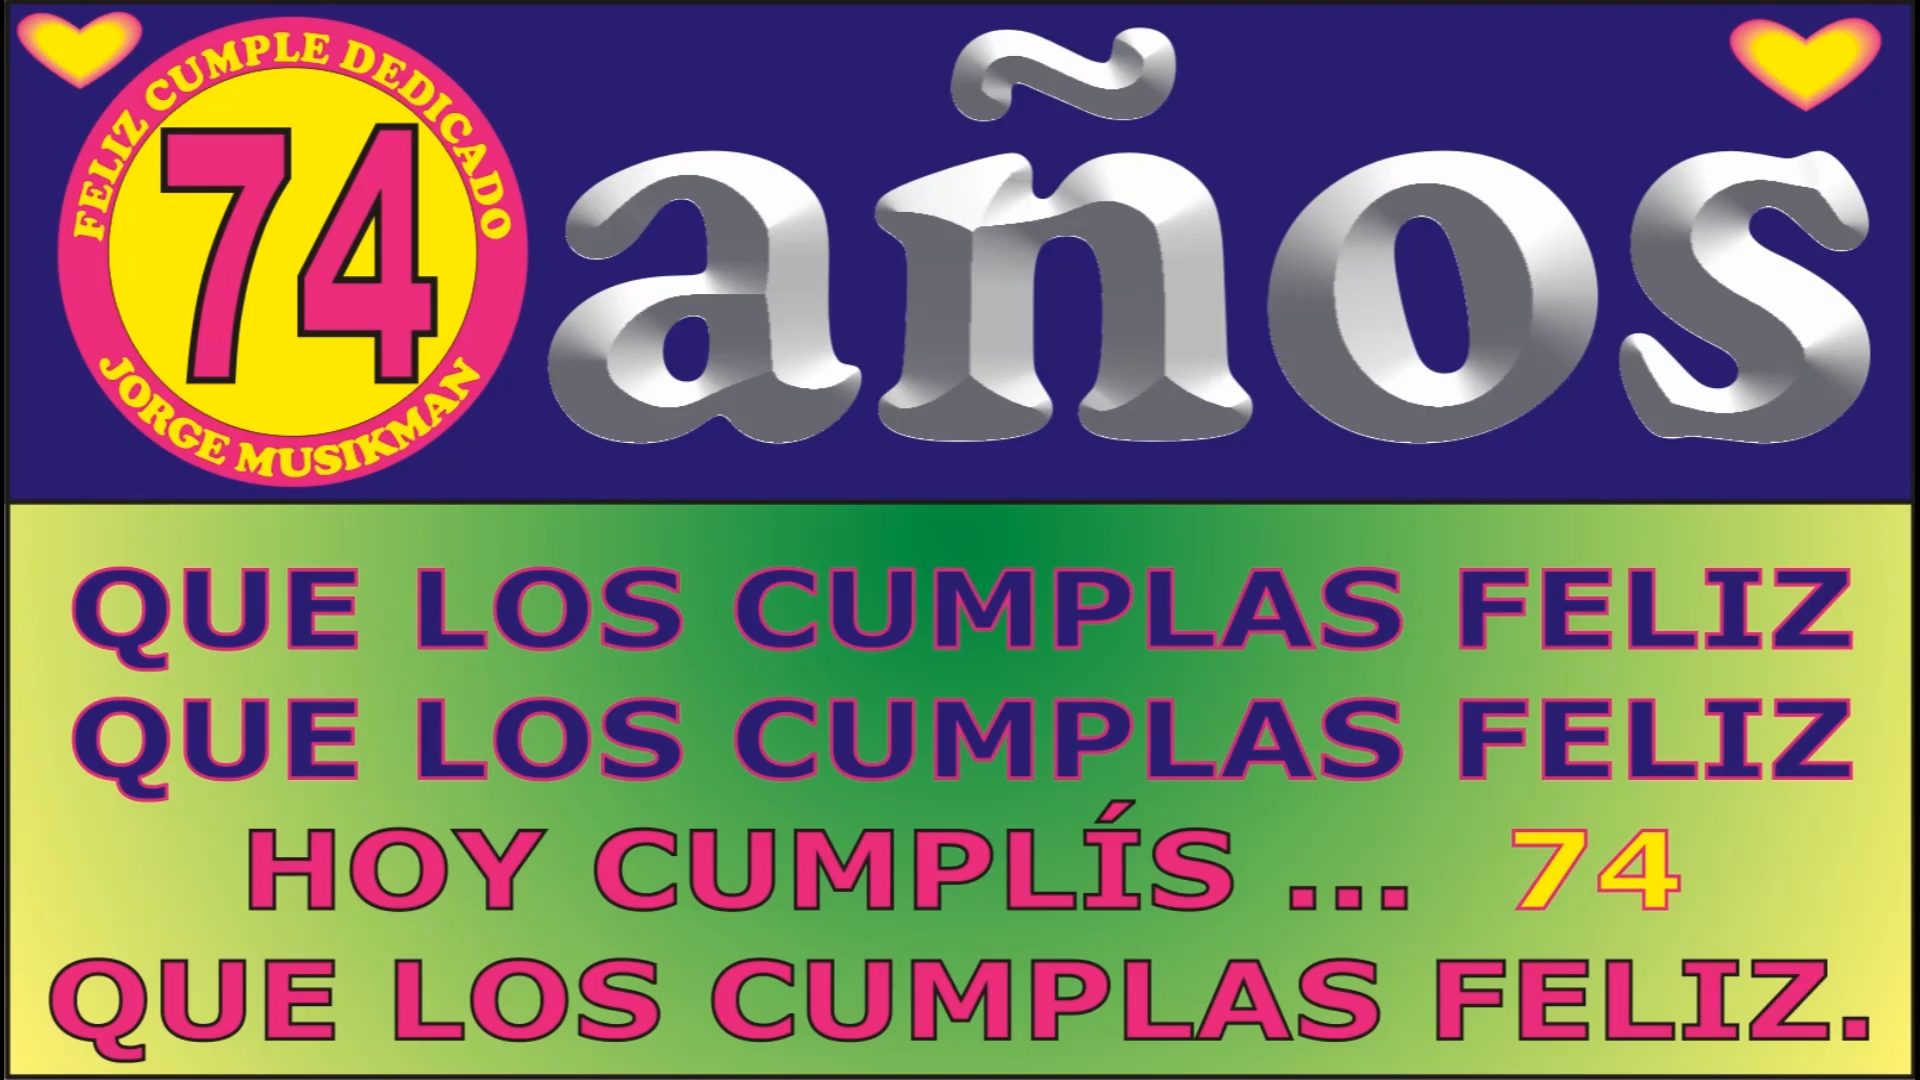 FELIZ CUMPLE DEDICADO
74
JORGE MUSIKMAN
años
QUE LOS CUMPLAS FELIZ
QUE LOS CUMPLAS FELIZ
HOY CUMPLÍS ... 74
QUE LOS CUMPLAS FELIZ.